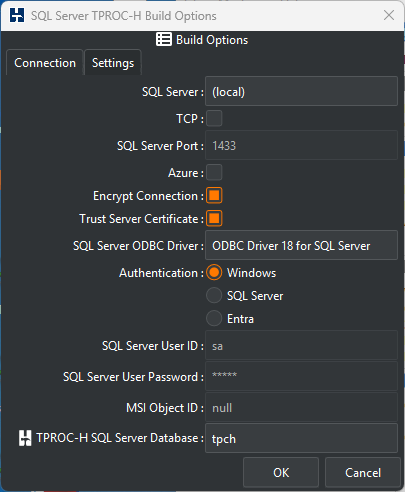 SQL Server TPROC-H Build Options
Build Options
Connection Settings
SQL Server : (local)
TCP :
SQL Server Port : 1433
Azure :
Encrypt Connection :
Trust Server Certificate :
SQL Server ODBC Driver : ODBC Driver 18 for SQL Server
Authentication : Windows
SQL Server
Entra
SQL Server User ID : sa
SQL Server User Password : *****
MSI Object ID : null
TPROC-H SQL Server Database : tpch
OK Cancel